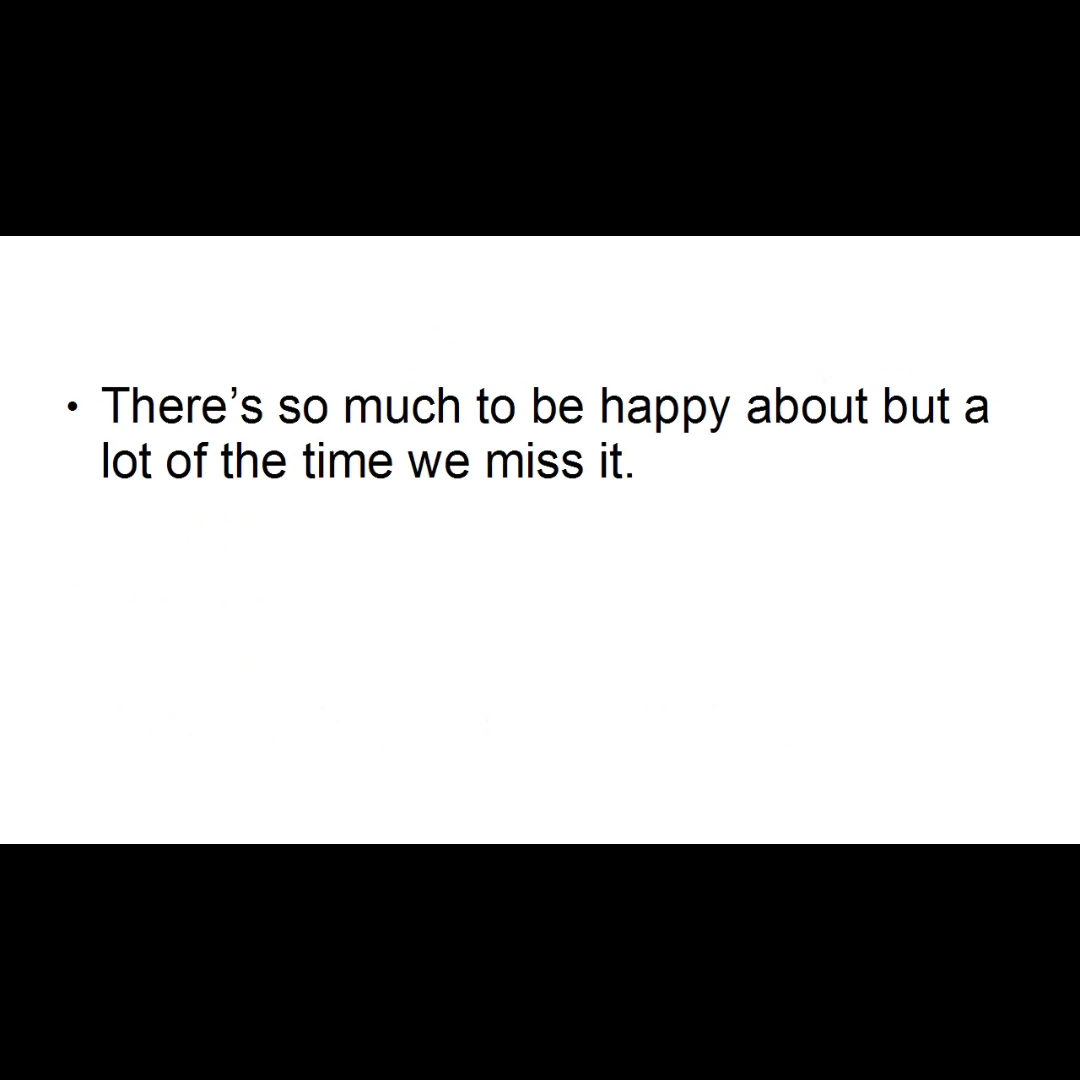 • There’s so much to be happy about but a
lot of the time we miss it.